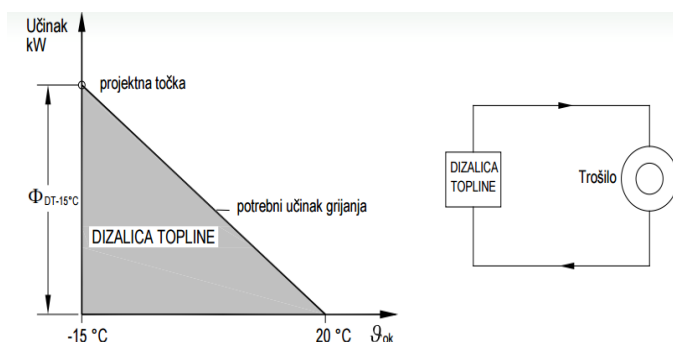 Učinak
kW
projektna točka
ΦDT-15°C
potrebni učinak grijanja
DIZALICA TOPLINE
-15 °C
20 °C
ϑok
DIZALICA
TOPLINE
Trošilo